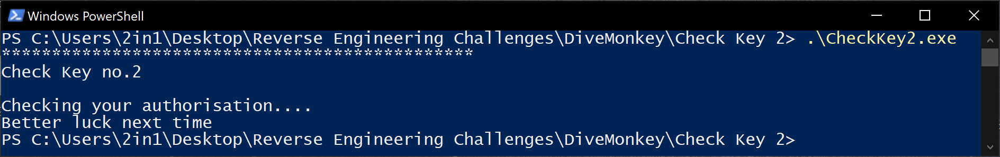 Windows PowerShell
PS C:\Users\2in1\Desktop\Reverse Engineering Challenges\DiveMonkey\Check Key 2> .\CheckKey2.exe
***********************************************
Check Key no.2
Checking your authorisation....
Better luck next time
PS C:\Users\2in1\Desktop\Reverse Engineering Challenges\DiveMonkey\Check Key 2>